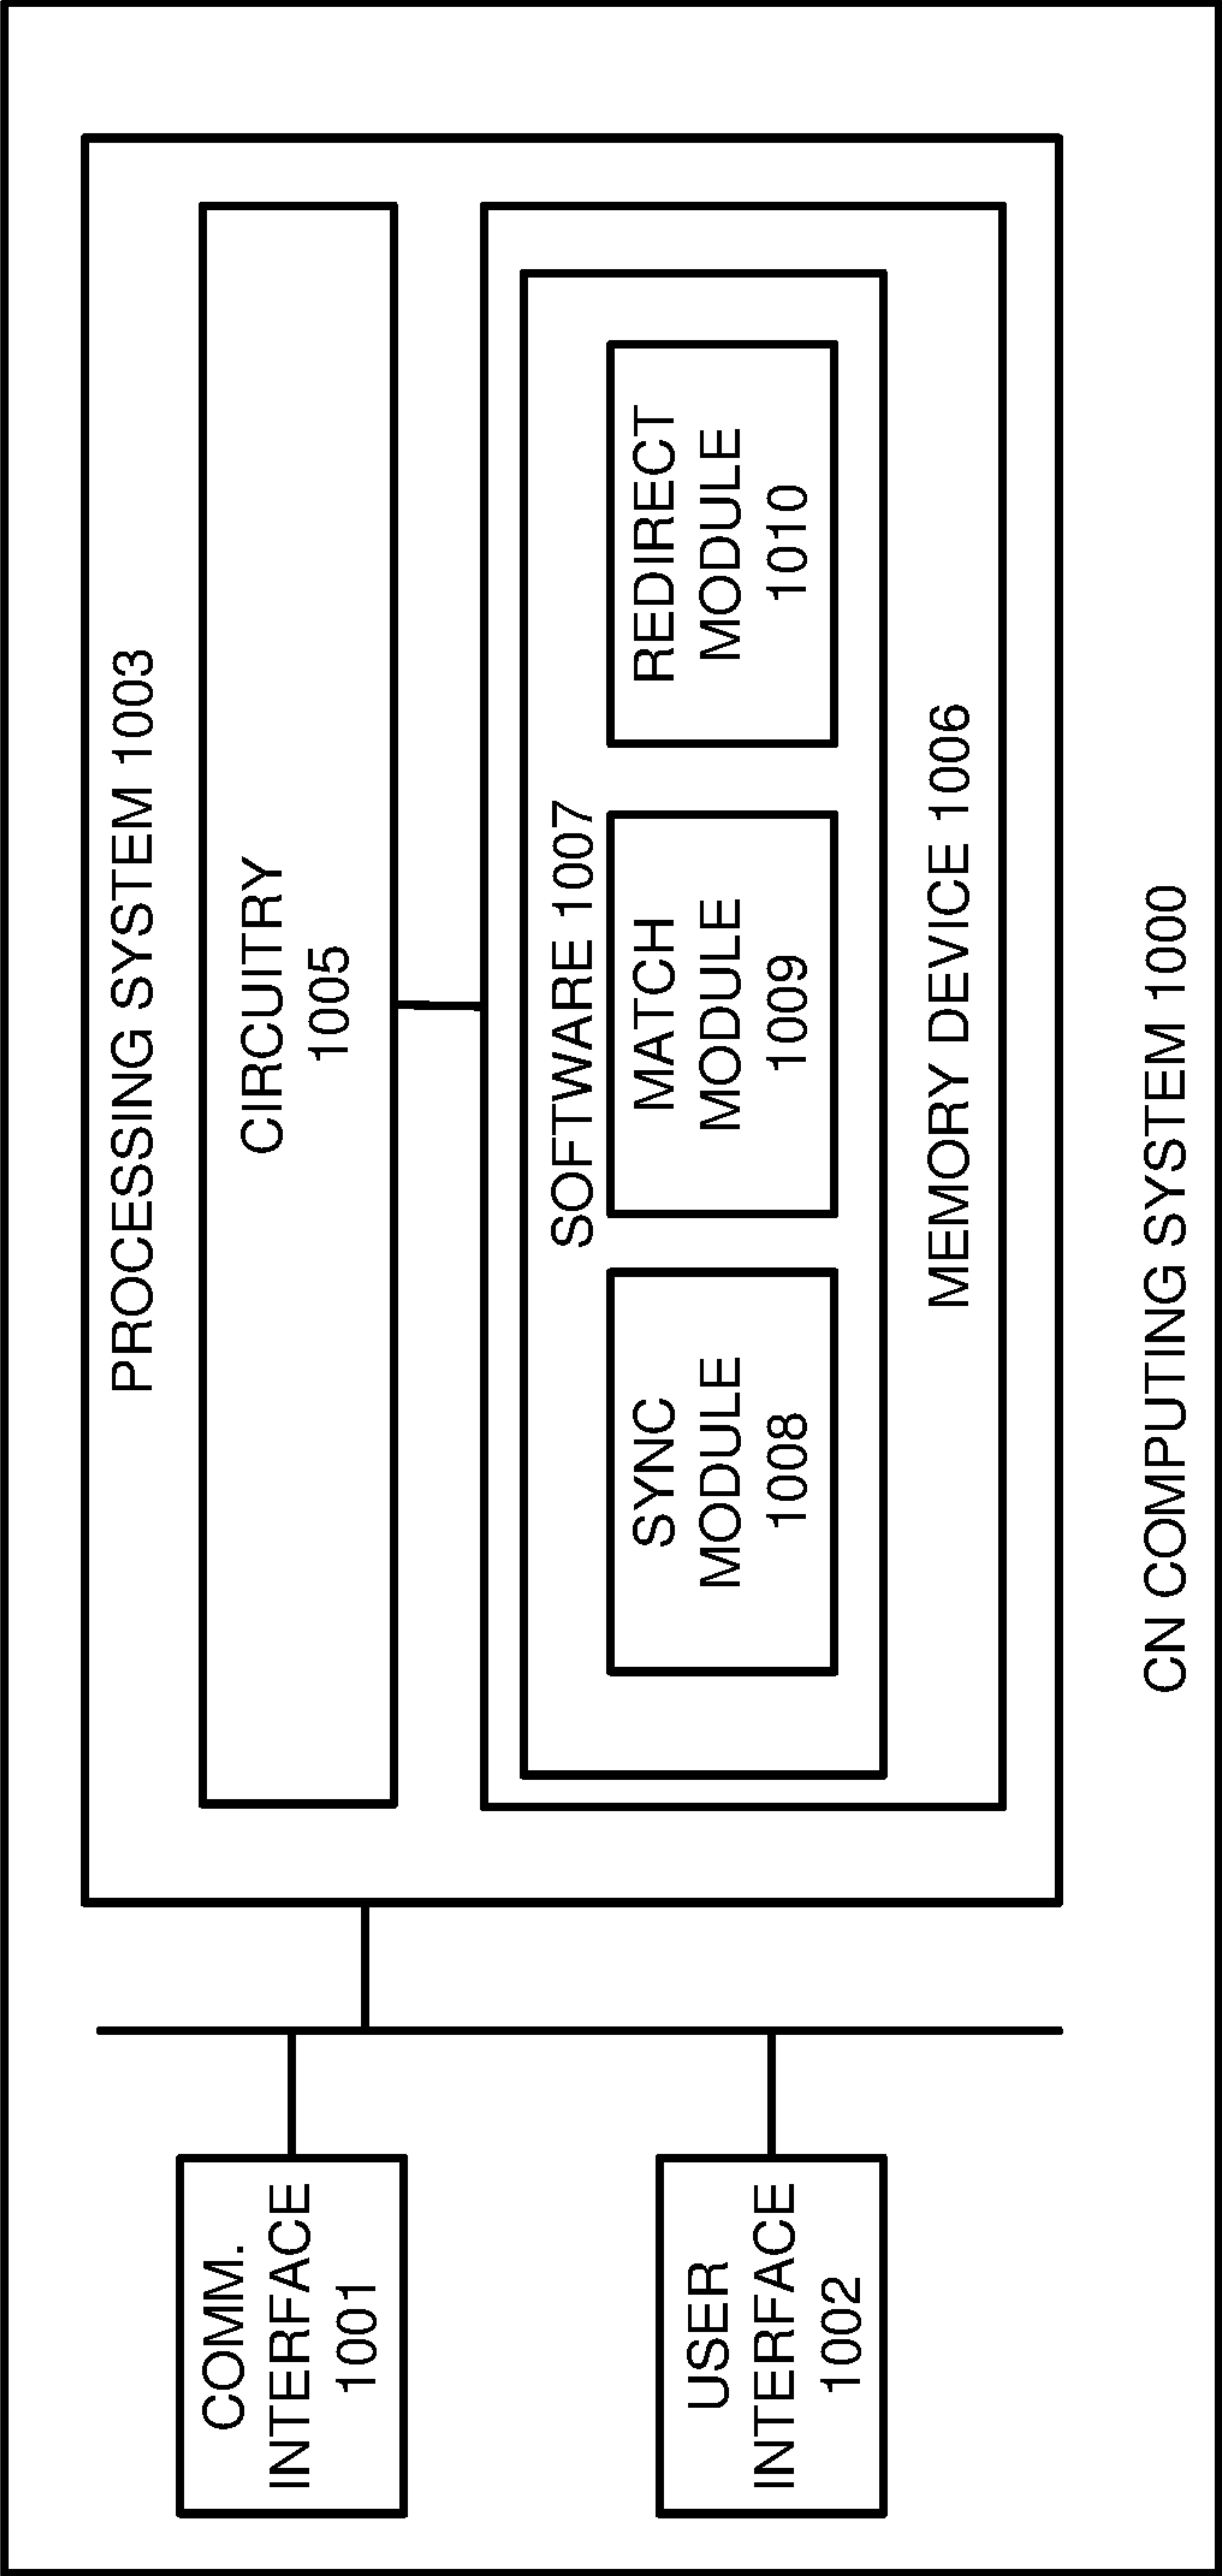 PROCESSING SYSTEM 1003
CIRCUITRY
1005
SOFTWARE 1007
SYNC
MODULE
1008
MATCH
MODULE
1009
REDIRECT
MODULE
1010
MEMORY DEVICE 1006
COMM.
INTERFACE
1001
USER
INTERFACE
1002
CN COMPUTING SYSTEM 1000